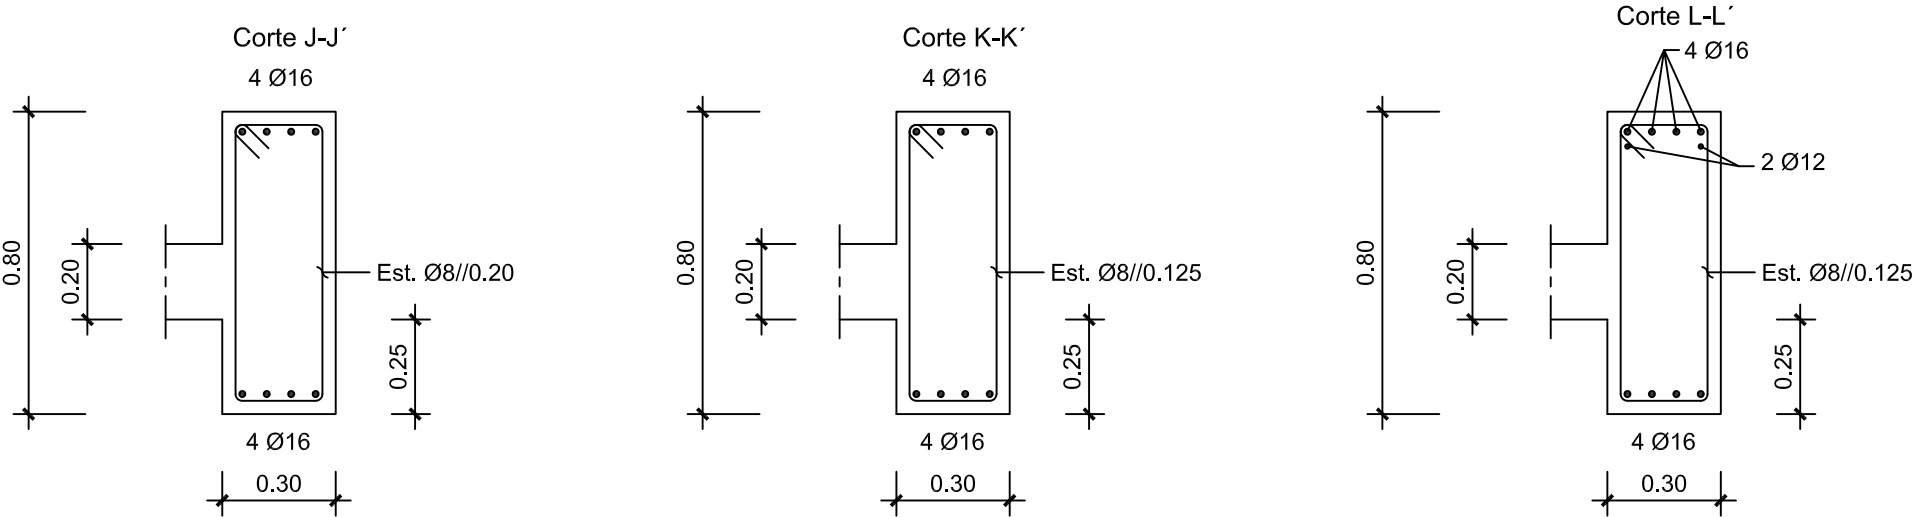 Corte J-J´
4 Ø16
0.80
0.20
Est. Ø8//0.20
0.25
4 Ø16
0.30
Corte K-K´
4 Ø16
0.80
0.20
Est. Ø8//0.125
0.25
4 Ø16
0.30
Corte L-L´
4 Ø16
2 Ø12
0.80
0.20
Est. Ø8//0.125
0.25
4 Ø16
0.30